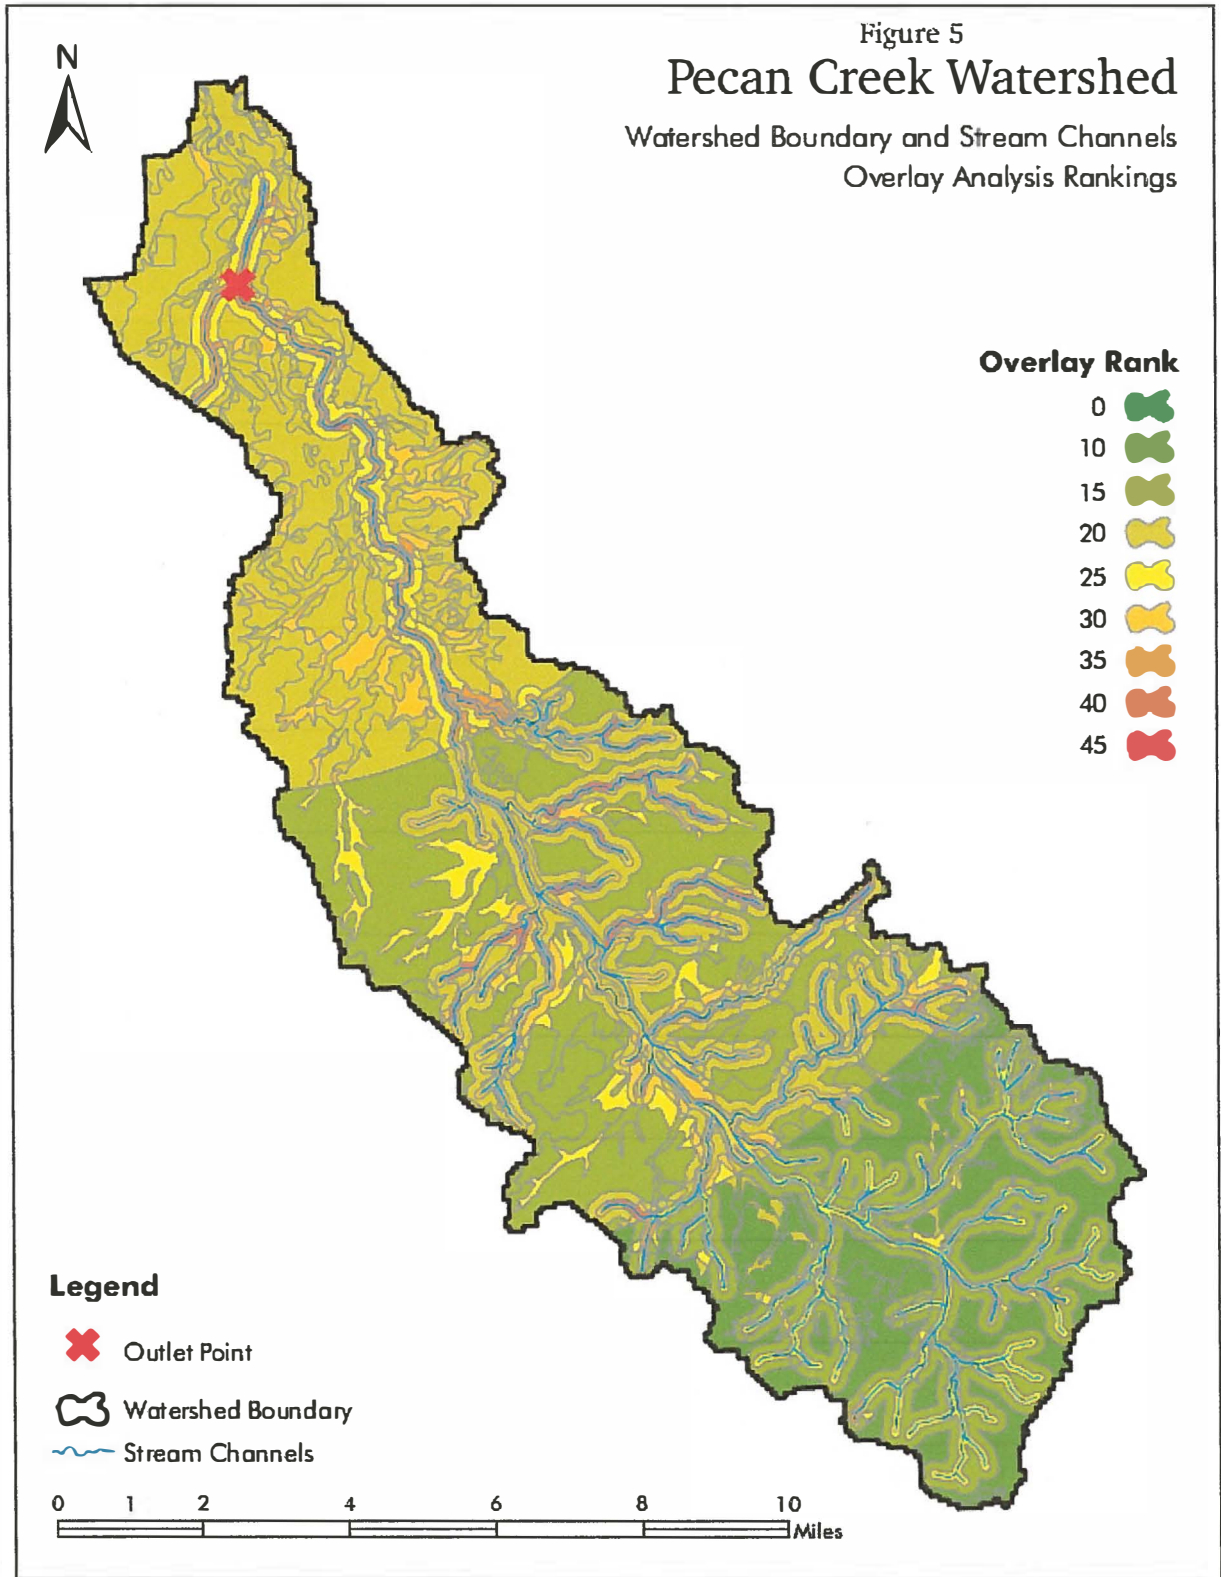 Figure 5
Pecan Creek Watershed
Watershed Boundary and Stream Channels
Overlay Analysis Rankings
N
Overlay Rank
0
10
15
20
25
30
35
40
45
Legend
Outlet Point
Watershed Boundary
Stream Channels
0 1 2 4 6 8 10
Miles